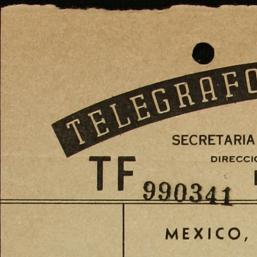 TELEGRAFO
SECRETARIA
DIRECCIO
TF 990341
MEXICO,